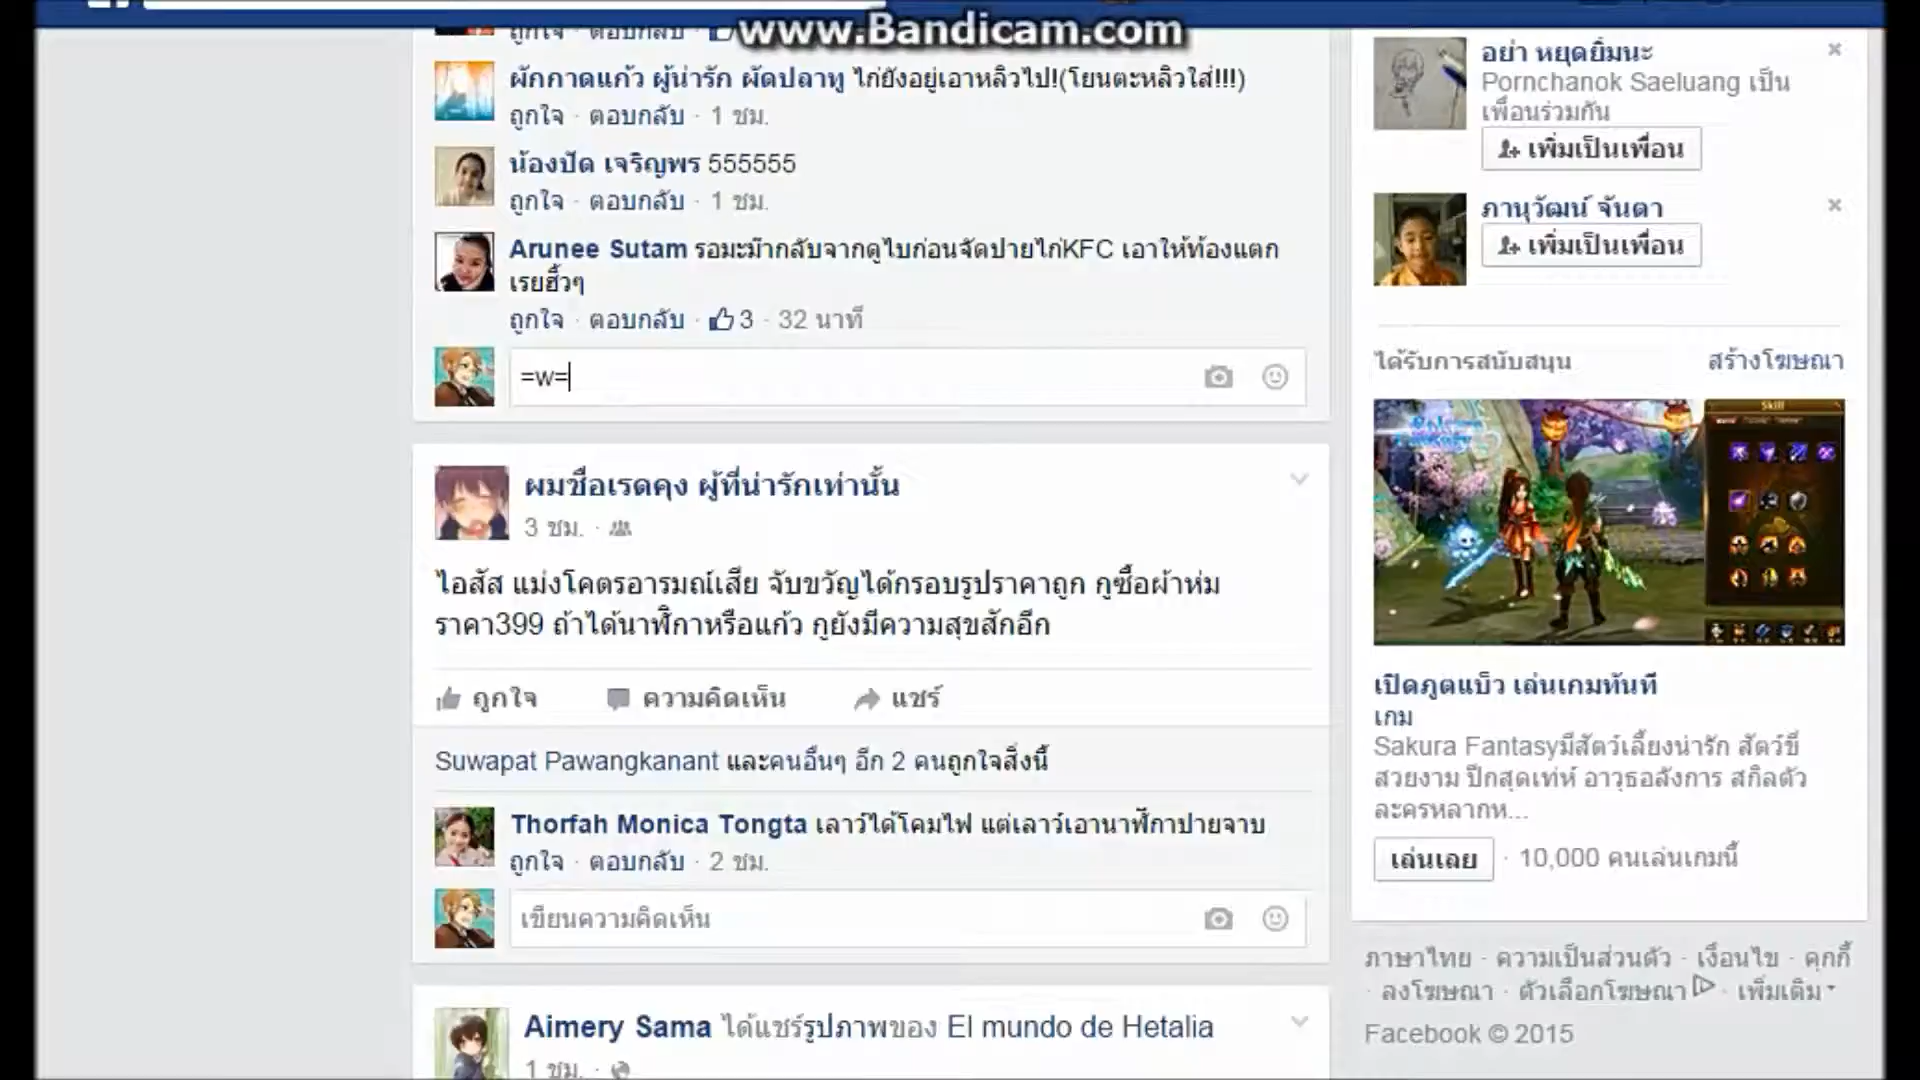 www.Bandicam.com
ถูกใจ · ตอบกลับ ·
ผักกาดแก้ว ผู้น่ารัก ผัดปลาทู ไก่ยังอยู่เอาหลิวไป!(โยนตะหลิวใส่!!!)
ถูกใจ · ตอบกลับ · 1 ชม.
น้องปัด เจริญพร 555555
ถูกใจ · ตอบกลับ · 1 ชม.
Arunee Sutam รอมะม๊ากลับจากดูไบก่อนจัดปายไก่KFC เอาให้ท้องแตก
เรยฮิ้วๆ
ถูกใจ · ตอบกลับ · 3 · 32 นาที
=w=
ผมชื่อเรดคุง ผู้ที่น่ารักเท่านั้น
3 ชม. ·
ไอสัส แม่งโคตรอารมณ์เสีย จับขวัญได้กรอบรูปราคาถูก กูซื้อผ้าห่ม
ราคา399 ถ้าได้นาฬิกาหรือแก้ว กูยังมีความสุขสักอีก
ถูกใจ ความคิดเห็น แชร์
Suwapat Pawangkanant และคนอื่นๆ อีก 2 คนถูกใจสิ่งนี้
Thorfah Monica Tongta เลาว์ได้โคมไฟ แต่เลาว์เอานาฬิกาปายจาบ
ถูกใจ · ตอบกลับ · 2 ชม.
เขียนความคิดเห็น
Aimery Sama ได้แชร์รูปภาพของ El mundo de Hetalia
1 ชม. ·
อย่า หยุดยิ้มนะ
Pornchanok Saeluang เป็น
เพื่อนร่วมกัน
เพิ่มเป็นเพื่อน
ภานุวัฒน์ จันดา
เพิ่มเป็นเพื่อน
ได้รับการสนับสนุน สร้างโฆษณา
Skill
เปิดภูตแบ็ว เล่นเกมทันที
เกม
Sakura Fantasyมีสัตว์เลี้ยงน่ารัก สัตว์ขี่
สวยงาม ปีกสุดเท่ห์ อาวุธอลังการ สกิลตัว
ละครหลากห...
เล่นเลย · 10,000 คนเล่นเกมนี้
ภาษาไทย · ความเป็นส่วนตัว · เงื่อนไข · คุกกี้
· ลงโฆษณา · ตัวเลือกโฆษณา · เพิ่มเติม
Facebook © 2015